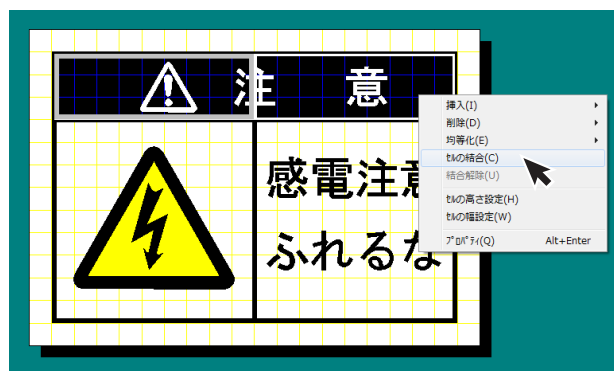 ⚠ 注 意
感電注意
ふれるな
挿入(I)
削除(D)
均等化(E)
ｾﾙの結合(C)
結合解除(U)
ｾﾙの高さ設定(H)
ｾﾙの幅設定(W)
ﾌﾟﾛﾊﾟﾃｨ(Q) Alt+Enter